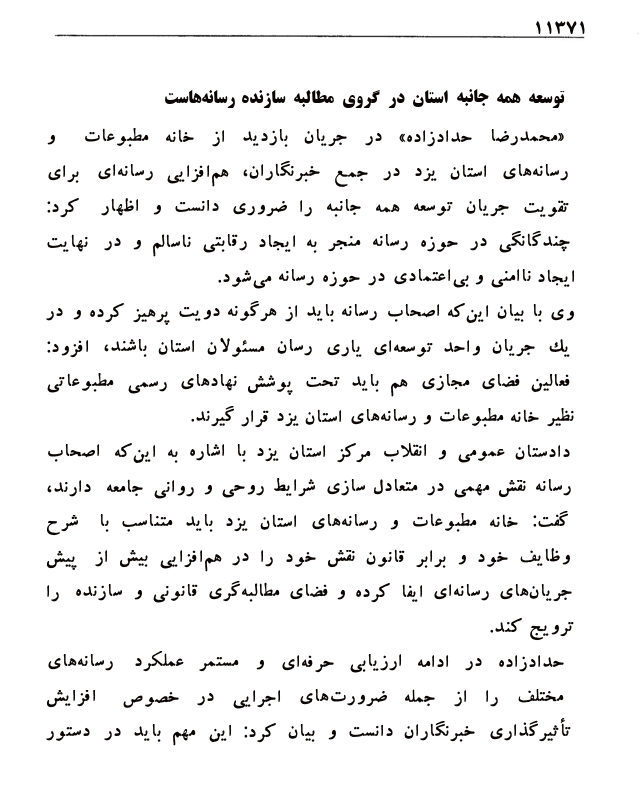 ۱۱۳۷۱
توسعه همه جانبه استان در گروی مطالبه سازنده رسانه‌هاست
«محمدرضا حدادزاده» در جریان بازدید از خانه مطبوعات و
رسانه‌های استان یزد در جمع خبرنگاران، هم‌افزایی رسانه‌ای برای
تقویت جریان توسعه همه جانبه را ضروری دانست و اظهار کرد:
چندگانگی در حوزه رسانه منجر به ایجاد رقابتی ناسالم و در نهایت
ایجاد ناامنی و بی‌اعتمادی در حوزه رسانه می‌شود.
وی با بیان این‌که اصحاب رسانه باید از هرگونه دویت پرهیز کرده و در
یك جریان واحد توسعه‌ای یاری رسان مسئولان استان باشند، افزود:
فعالین فضای مجازی هم باید تحت پوشش نهادهای رسمی مطبوعاتی
نظیر خانه مطبوعات و رسانه‌های استان یزد قرار گیرند.
دادستان عمومی و انقلاب مرکز استان یزد با اشاره به این‌که اصحاب
رسانه نقش مهمی در متعادل سازی شرایط روحی و روانی جامعه دارند،
گفت: خانه مطبوعات و رسانه‌های استان یزد باید متناسب با شرح
وظایف خود و برابر قانون نقش خود را در هم‌افزایی بیش از پیش
جریان‌های رسانه‌ای ایفا کرده و فضای مطالبه‌گری قانونی و سازنده را
ترویج کند.
حدادزاده در ادامه ارزیابی حرفه‌ای و مستمر عملکرد رسانه‌های
مختلف را از جمله ضرورت‌های اجرایی در خصوص افزایش
تأثیرگذاری خبرنگاران دانست و بیان کرد: این مهم باید در دستور